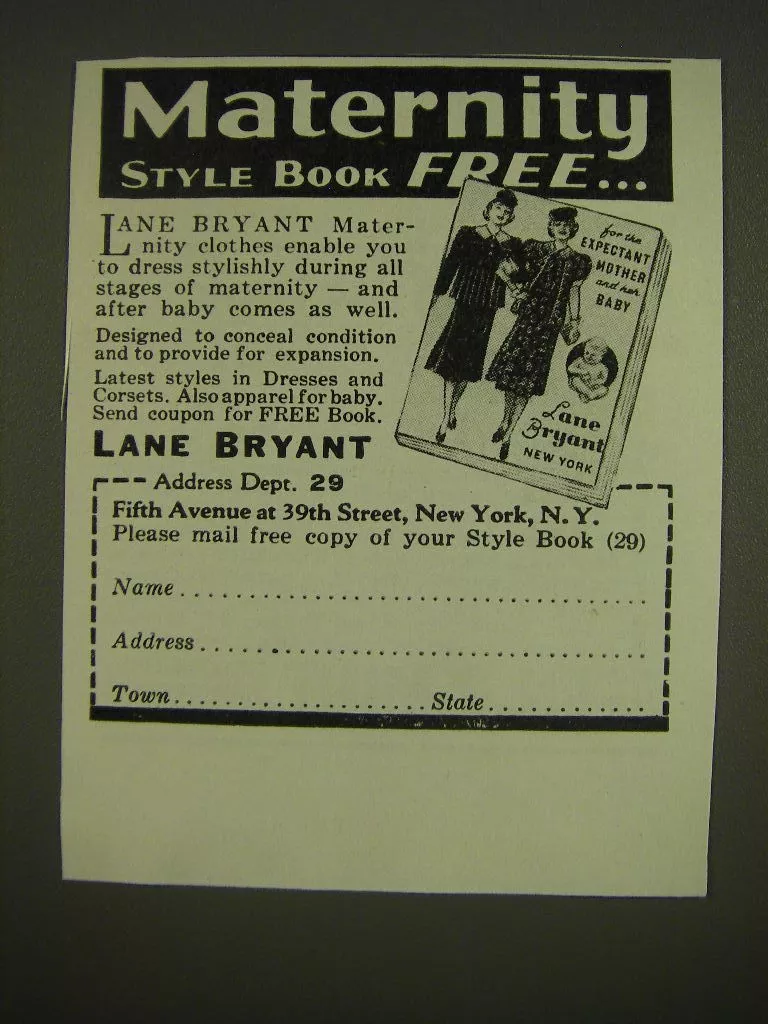 Maternity
STYLE BOOK FREE...
LANE BRYANT Mater-
nity clothes enable you
to dress stylishly during all
stages of maternity — and
after baby comes as well.
Designed to conceal condition
and to provide for expansion.
Latest styles in Dresses and
Corsets. Also apparel for baby.
Send coupon for FREE Book.
LANE BRYANT
for the
EXPECTANT
MOTHER
and her
BABY
Lane
Bryant
NEW YORK
Address Dept. 29
Fifth Avenue at 39th Street, New York, N. Y.
Please mail free copy of your Style Book (29)
Name
Address
Town State